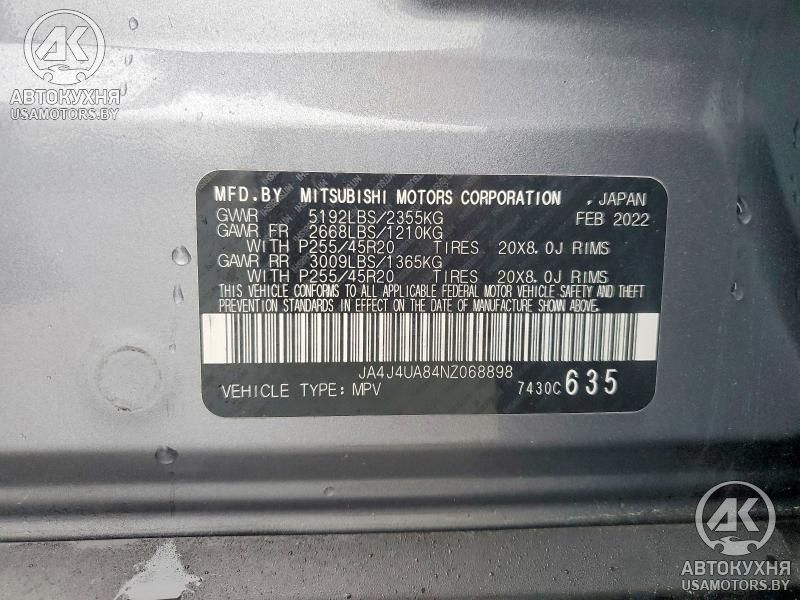 AK
АВТОКУХНЯ
USAMOTORS.BY
MFD.BY MITSUBISHI MOTORS CORPORATION , JAPAN
GVWR 5192LBS/2355KG FEB 2022
GAWR FR 2668LBS/1210KG
WITH P255/45R20 TIRES 20X8.0J RIMS
GAWR RR 3009LBS/1365KG
WITH P255/45R20 TIRES 20X8.0J RIMS
THIS VEHICLE CONFORMS TO ALL APPLICABLE FEDERAL MOTOR VEHICLE SAFETY AND THEFT
PREVENTION STANDARDS IN EFFECT ON THE DATE OF MANUFACTURE SHOWN ABOVE.
JA4J4UA84NZ068898
VEHICLE TYPE: MPV 7430C 635
AK
АВТОКУХНЯ
USAMOTORS.BY